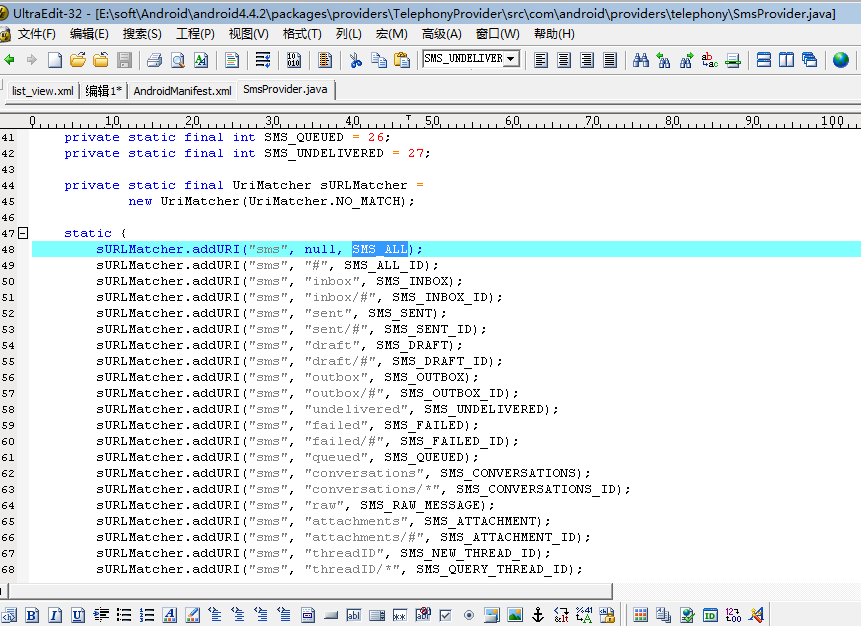 UltraEdit-32 - [E:\soft\Android\android4.4.2\packages\providers\TelephonyProvider\src\com\android\providers\telephony\SmsProvider.java]
文件(F) 编辑(E) 搜索(S) 工程(P) 视图(V) 格式(T) 列(L) 宏(M) 高级(A) 窗口(W) 帮助(H)
SMS_UNDELIVER
list_view.xml 编辑1* AndroidManifest.xml SmsProvider.java
0 10 20 30 40 50 60 70 80 90 100
41 private static final int SMS_QUEUED = 26;
42 private static final int SMS_UNDELIVERED = 27;
43
44 private static final UriMatcher sURLMatcher =
45 new UriMatcher(UriMatcher.NO_MATCH);
46
47 static {
48 sURLMatcher.addURI("sms", null, SMS_ALL);
49 sURLMatcher.addURI("sms", "#", SMS_ALL_ID);
50 sURLMatcher.addURI("sms", "inbox", SMS_INBOX);
51 sURLMatcher.addURI("sms", "inbox/#", SMS_INBOX_ID);
52 sURLMatcher.addURI("sms", "sent", SMS_SENT);
53 sURLMatcher.addURI("sms", "sent/#", SMS_SENT_ID);
54 sURLMatcher.addURI("sms", "draft", SMS_DRAFT);
55 sURLMatcher.addURI("sms", "draft/#", SMS_DRAFT_ID);
56 sURLMatcher.addURI("sms", "outbox", SMS_OUTBOX);
57 sURLMatcher.addURI("sms", "outbox/#", SMS_OUTBOX_ID);
58 sURLMatcher.addURI("sms", "undelivered", SMS_UNDELIVERED);
59 sURLMatcher.addURI("sms", "failed", SMS_FAILED);
60 sURLMatcher.addURI("sms", "failed/#", SMS_FAILED_ID);
61 sURLMatcher.addURI("sms", "queued", SMS_QUEUED);
62 sURLMatcher.addURI("sms", "conversations", SMS_CONVERSATIONS);
63 sURLMatcher.addURI("sms", "conversations/*", SMS_CONVERSATIONS_ID);
64 sURLMatcher.addURI("sms", "raw", SMS_RAW_MESSAGE);
65 sURLMatcher.addURI("sms", "attachments", SMS_ATTACHMENT);
66 sURLMatcher.addURI("sms", "attachments/#", SMS_ATTACHMENT_ID);
67 sURLMatcher.addURI("sms", "threadID", SMS_NEW_THREAD_ID);
68 sURLMatcher.addURI("sms", "threadID/*", SMS_QUERY_THREAD_ID);